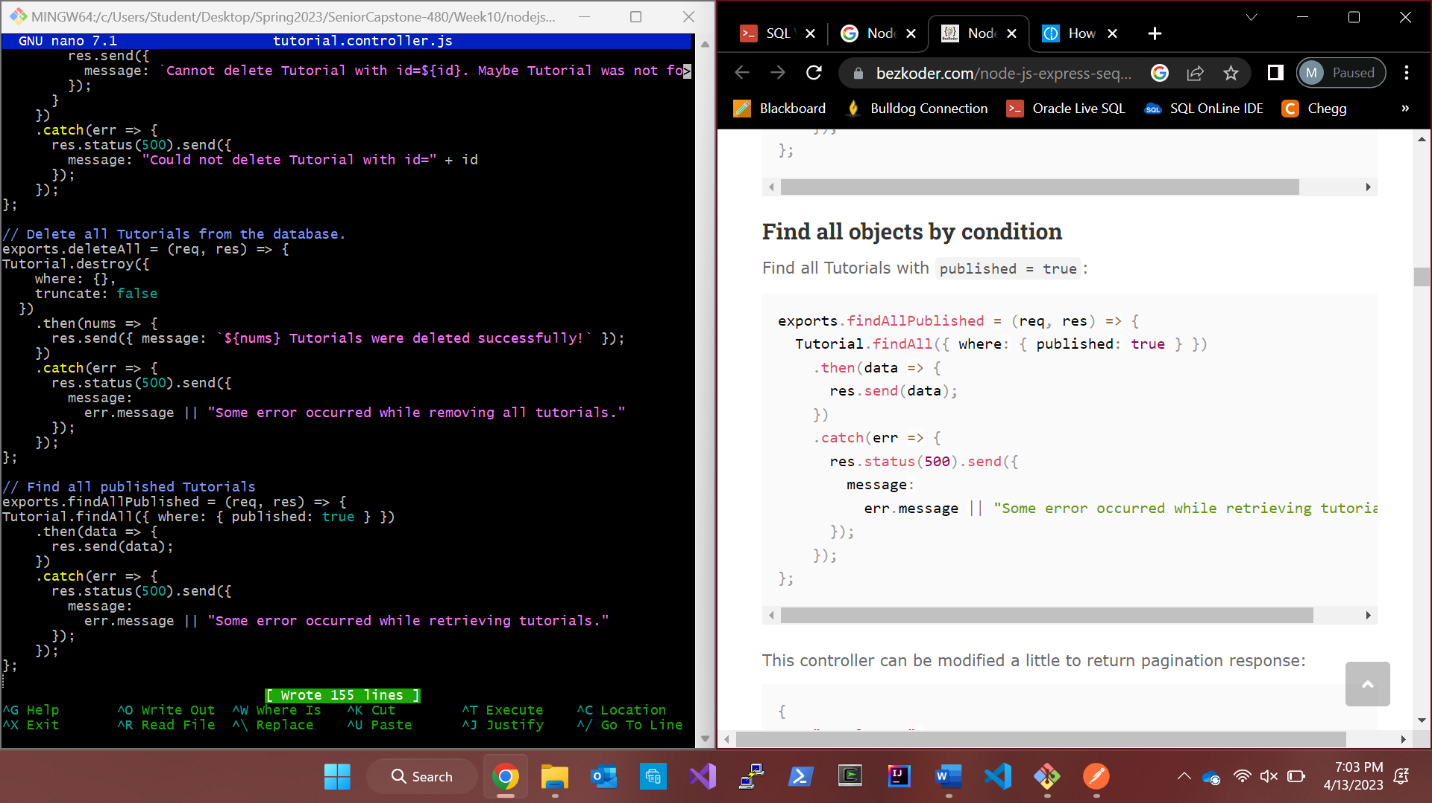 MINGW64:/c/Users/Student/Desktop/Spring2023/SeniorCapstone-480/Week10/nodejs...
GNU nano 7.1 tutorial.controller.js
res.send({
message: `Cannot delete Tutorial with id=${id}. Maybe Tutorial was not fo>
});
}
})
.catch(err => {
res.status(500).send({
message: "Could not delete Tutorial with id=" + id
});
});
};
// Delete all Tutorials from the database.
exports.deleteAll = (req, res) => {
Tutorial.destroy({
where: {},
truncate: false
})
.then(nums => {
res.send({ message: `${nums} Tutorials were deleted successfully!` });
})
.catch(err => {
res.status(500).send({
message:
err.message || "Some error occurred while removing all tutorials."
});
});
};
// Find all published Tutorials
exports.findAllPublished = (req, res) => {
Tutorial.findAll({ where: { published: true } })
.then(data => {
res.send(data);
})
.catch(err => {
res.status(500).send({
message:
err.message || "Some error occurred while retrieving tutorials."
});
});
};
[ Wrote 155 lines ]
^G Help ^O Write Out ^W Where Is ^K Cut ^T Execute ^C Location
^X Exit ^R Read File ^\ Replace ^U Paste ^J Justify ^/ Go To Line
SQL Node Node How
bezkoder.com/node-js-express-seq... M Paused
Blackboard Bulldog Connection Oracle Live SQL SQL OnLine IDE Chegg »
};
Find all objects by condition
Find all Tutorials with published = true:
exports.findAllPublished = (req, res) => {
Tutorial.findAll({ where: { published: true } })
.then(data => {
res.send(data);
})
.catch(err => {
res.status(500).send({
message:
err.message || "Some error occurred while retrieving tutoria
});
});
};
This controller can be modified a little to return pagination response:
{
Search
7:03 PM
4/13/2023